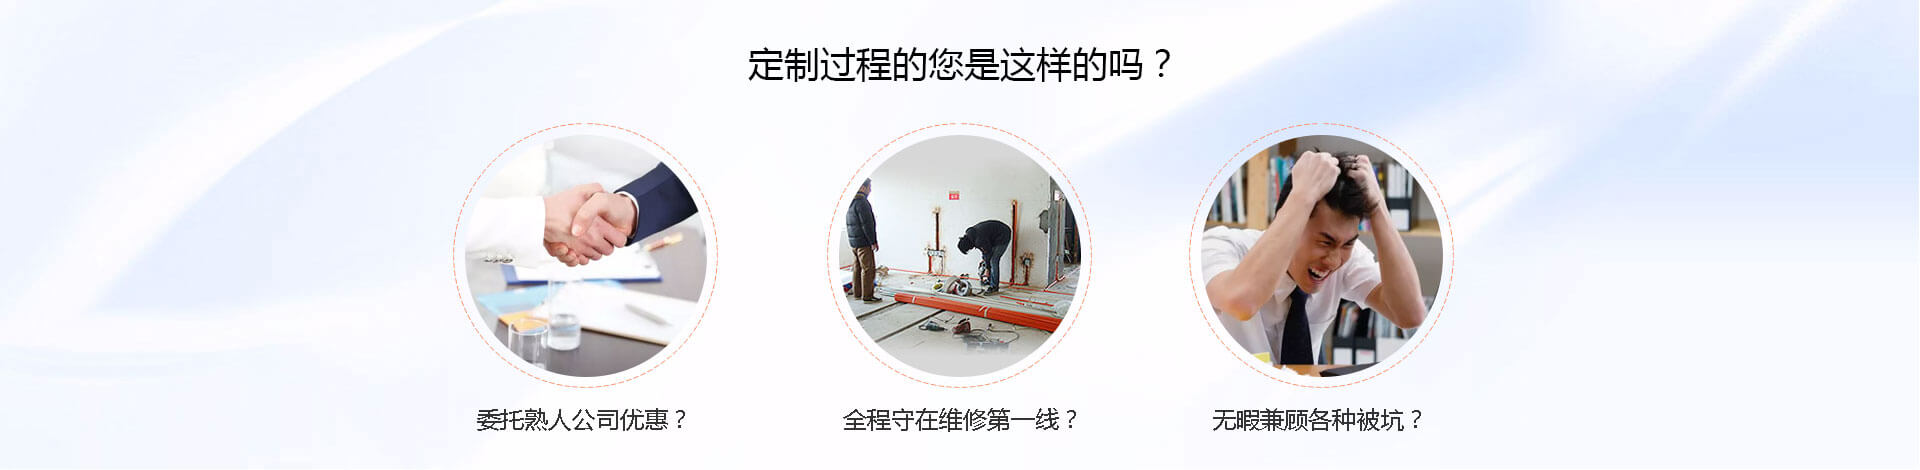 定制过程的您是这样的吗？
委托熟人公司优惠？
全程守在维修第一线？
无暇兼顾各种被坑？